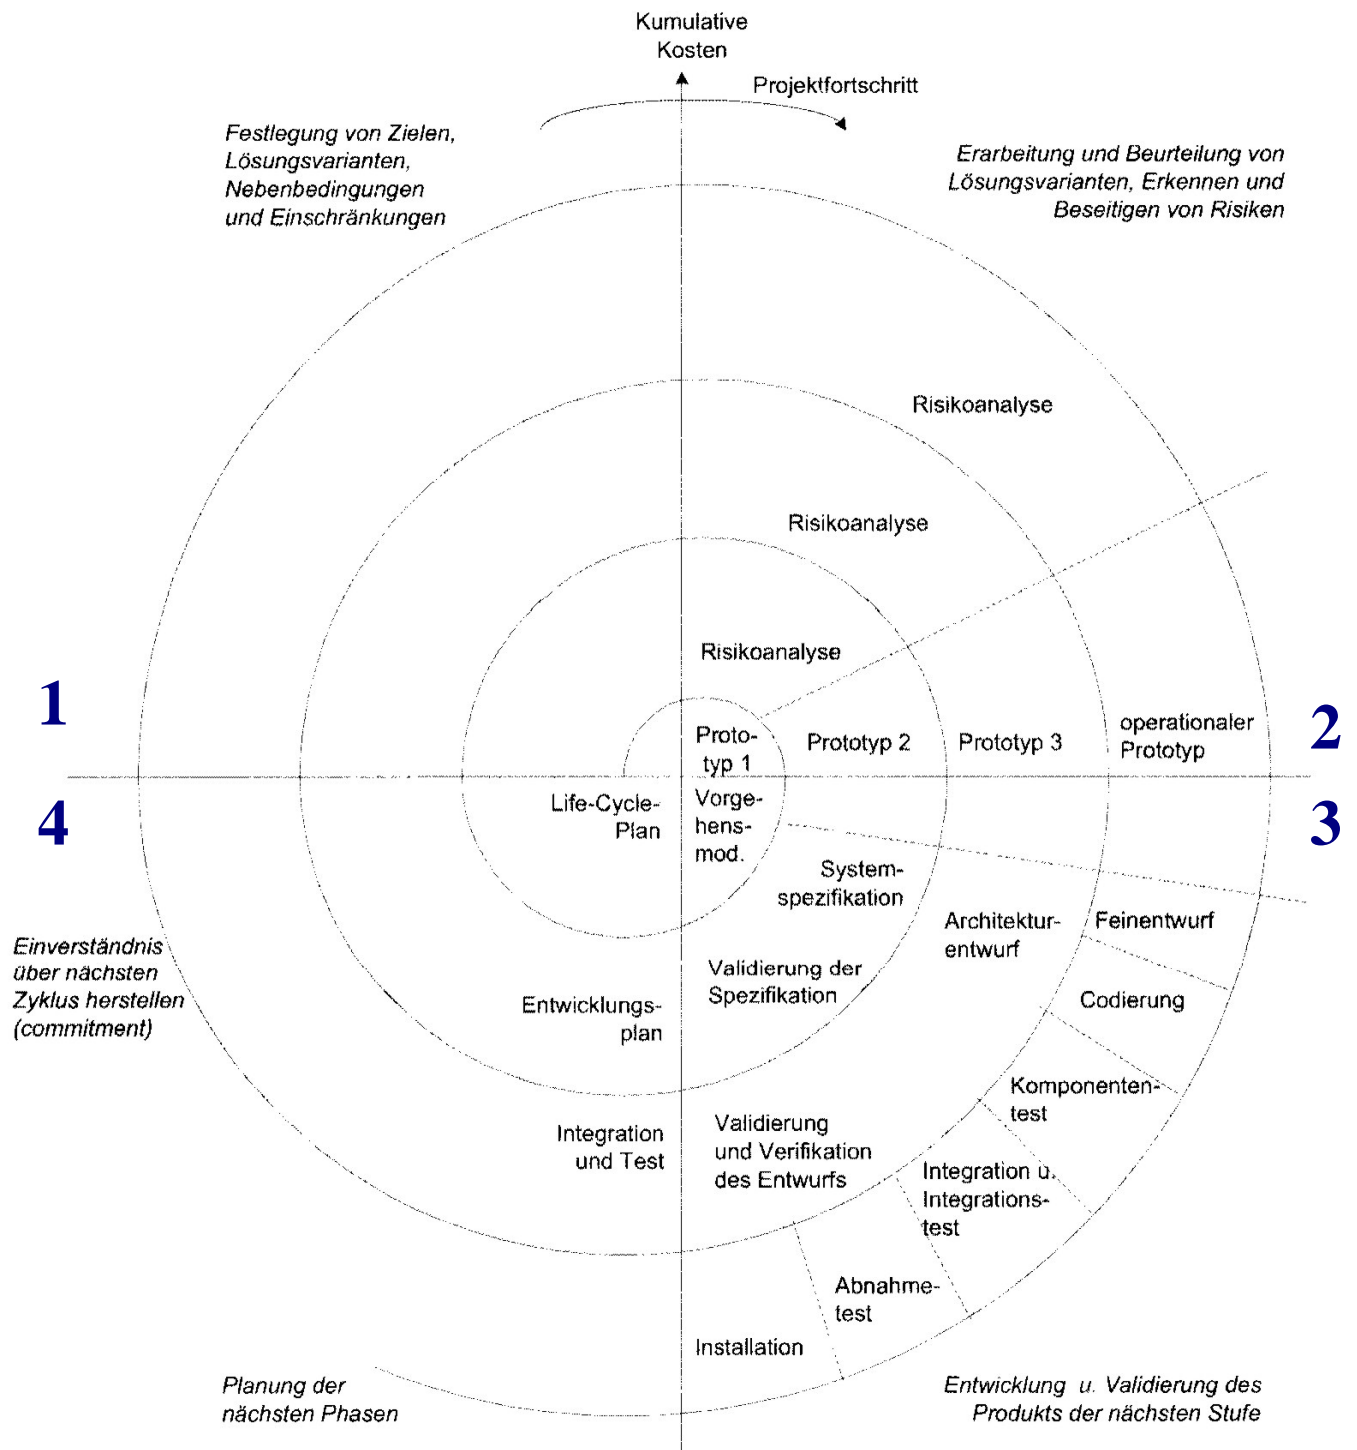 Kumulative
Kosten
Projektfortschritt
Festlegung von Zielen,
Lösungsvarianten,
Nebenbedingungen
und Einschränkungen
Erarbeitung und Beurteilung von
Lösungsvarianten, Erkennen und
Beseitigen von Risiken
Risikoanalyse
Risikoanalyse
Risikoanalyse
1
2
Proto-
typ 1
Prototyp 2
Prototyp 3
operationaler
Prototyp
4
3
Life-Cycle-
Plan
Vorge-
hens-
mod.
System-
spezifikation
Architektur-
entwurf
Feinentwurf
Einverständnis
über nächsten
Zyklus herstellen
(commitment)
Entwicklungs-
plan
Validierung der
Spezifikation
Codierung
Komponenten-
test
Integration
und Test
Validierung
und Verifikation
des Entwurfs
Integration u.
Integrations-
test
Abnahme-
test
Installation
Planung der
nächsten Phasen
Entwicklung u. Validierung des
Produkts der nächsten Stufe